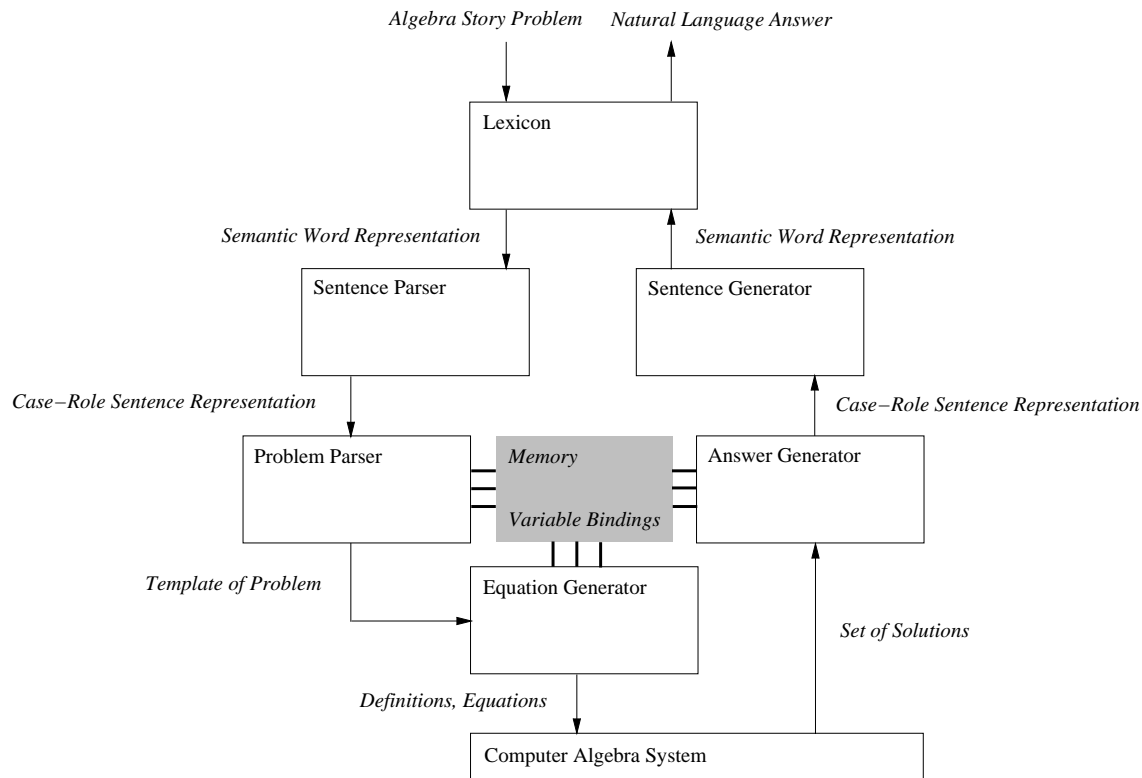 Algebra Story Problem
Natural Language Answer
Lexicon
Semantic Word Representation
Semantic Word Representation
Sentence Parser
Sentence Generator
Case−Role Sentence Representation
Case−Role Sentence Representation
Problem Parser
Memory
Answer Generator
Variable Bindings
Template of Problem
Equation Generator
Set of Solutions
Definitions, Equations
Computer Algebra System